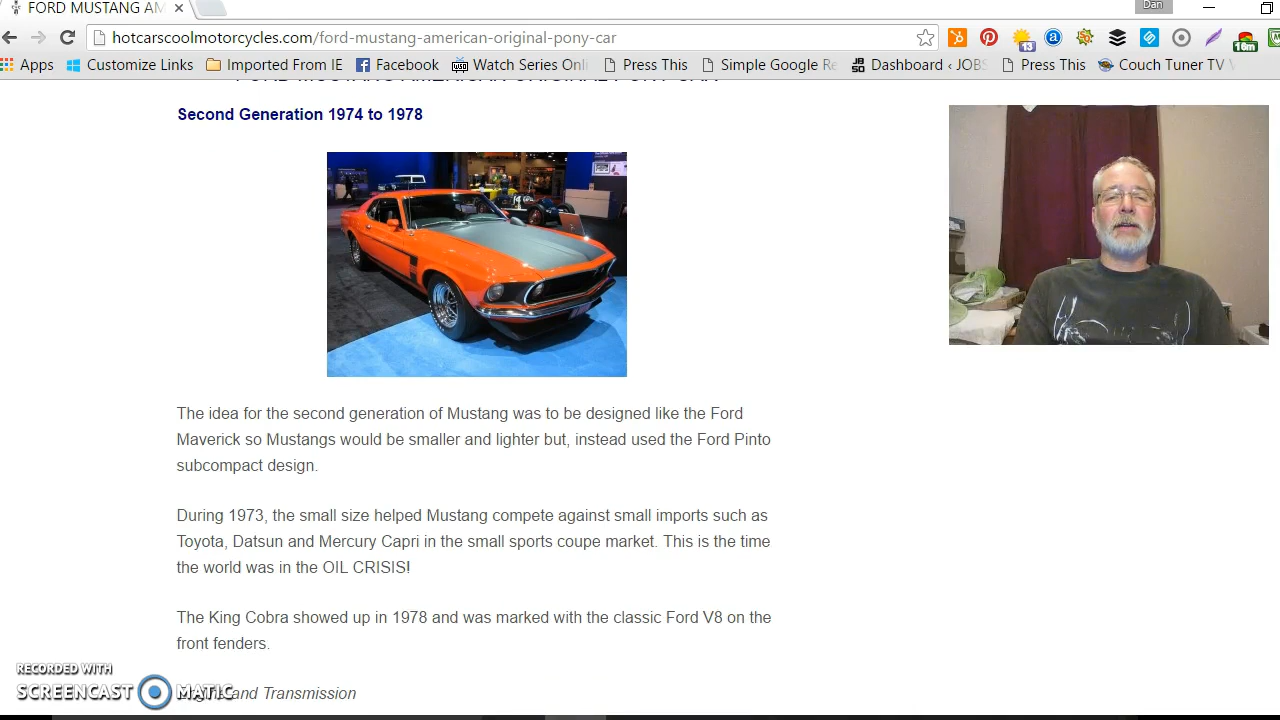 FORD MUSTANG AM
Dan
hotcarscoolmotorcycles.com/ford-mustang-american-original-pony-car
13
16m
Apps Customize Links Imported From IE Facebook Watch Series Onli Press This Simple Google Re Dashboard ‹ JOBS Press This Couch Tuner TV
FORD MUSTANG AMERICAN ORIGINAL PONY CAR
Second Generation 1974 to 1978
The idea for the second generation of Mustang was to be designed like the Ford
Maverick so Mustangs would be smaller and lighter but, instead used the Ford Pinto
subcompact design.
During 1973, the small size helped Mustang compete against small imports such as
Toyota, Datsun and Mercury Capri in the small sports coupe market. This is the time
the world was in the OIL CRISIS!
The King Cobra showed up in 1978 and was marked with the classic Ford V8 on the
front fenders.
RECORDED WITH
SCREENCAST MATIC
and Transmission